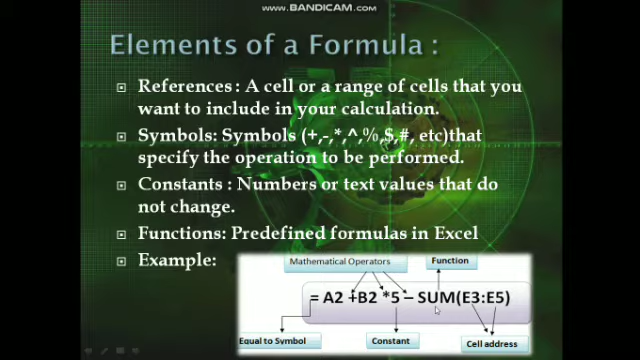 www.BANDICAM.com
Elements of a Formula :
References : A cell or a range of cells that you
want to include in your calculation.
Symbols: Symbols (+,-,*,^,%,$,#, etc)that
specify the operation to be performed.
Constants : Numbers or text values that do
not change.
Functions: Predefined formulas in Excel
Example:
Mathematical Operators
Function
= A2 +B2 *5 – SUM(E3:E5)
Equal to Symbol
Constant
Cell address